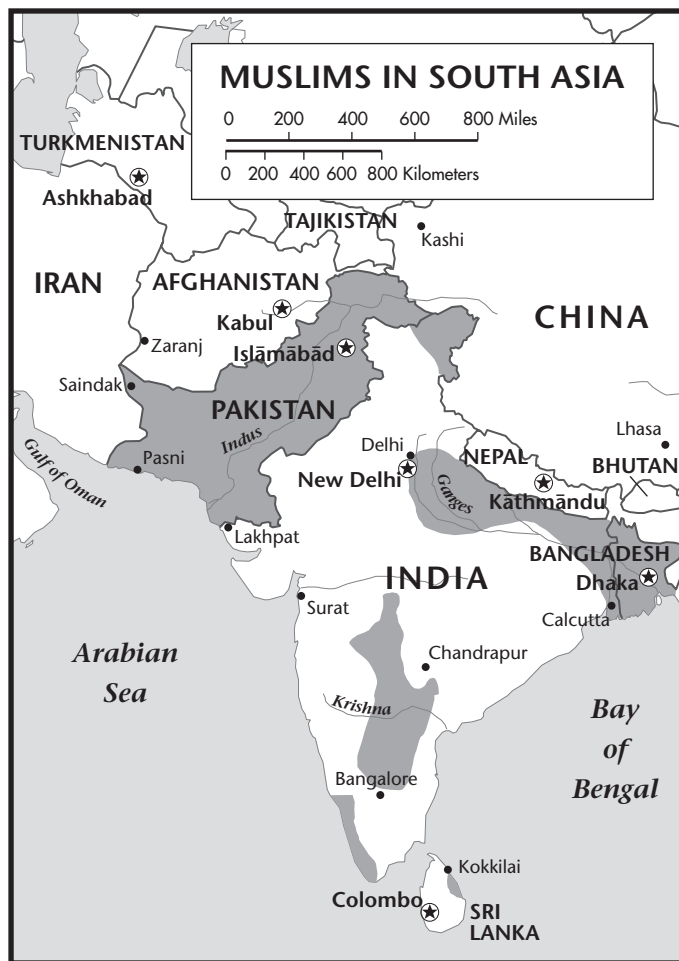 MUSLIMS IN SOUTH ASIA
0 200 400 600 800 Miles
0 200 400 600 800 Kilometers
TURKMENISTAN
Ashkhabad
TAJIKISTAN
Kashi
IRAN
AFGHANISTAN
Kabul
CHINA
Zaranj
Islāmābād
Saindak
PAKISTAN
Indus
Gulf of Oman
Pasni
Delhi
New Delhi
NEPAL
Lhasa
BHUTAN
Ganges
Kāthmāndu
Lakhpat
BANGLADESH
Dhaka
INDIA
Surat
Calcutta
Arabian
Sea
Chandrapur
Krishna
Bay
of
Bengal
Bangalore
Kokkilai
Colombo
SRI
LANKA